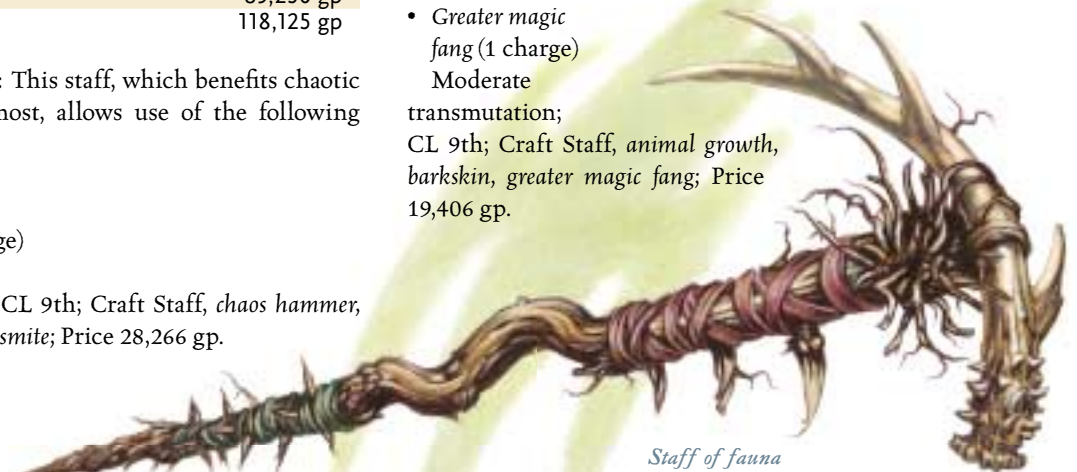 118,125 gp
: This staff, which benefits chaotic
most, allows use of the following
CL 9th; Craft Staff, chaos hammer,
smite; Price 28,266 gp.
• Greater magic
fang (1 charge)
Moderate
transmutation;
CL 9th; Craft Staff, animal growth,
barkskin, greater magic fang; Price
19,406 gp.
Staff of fauna